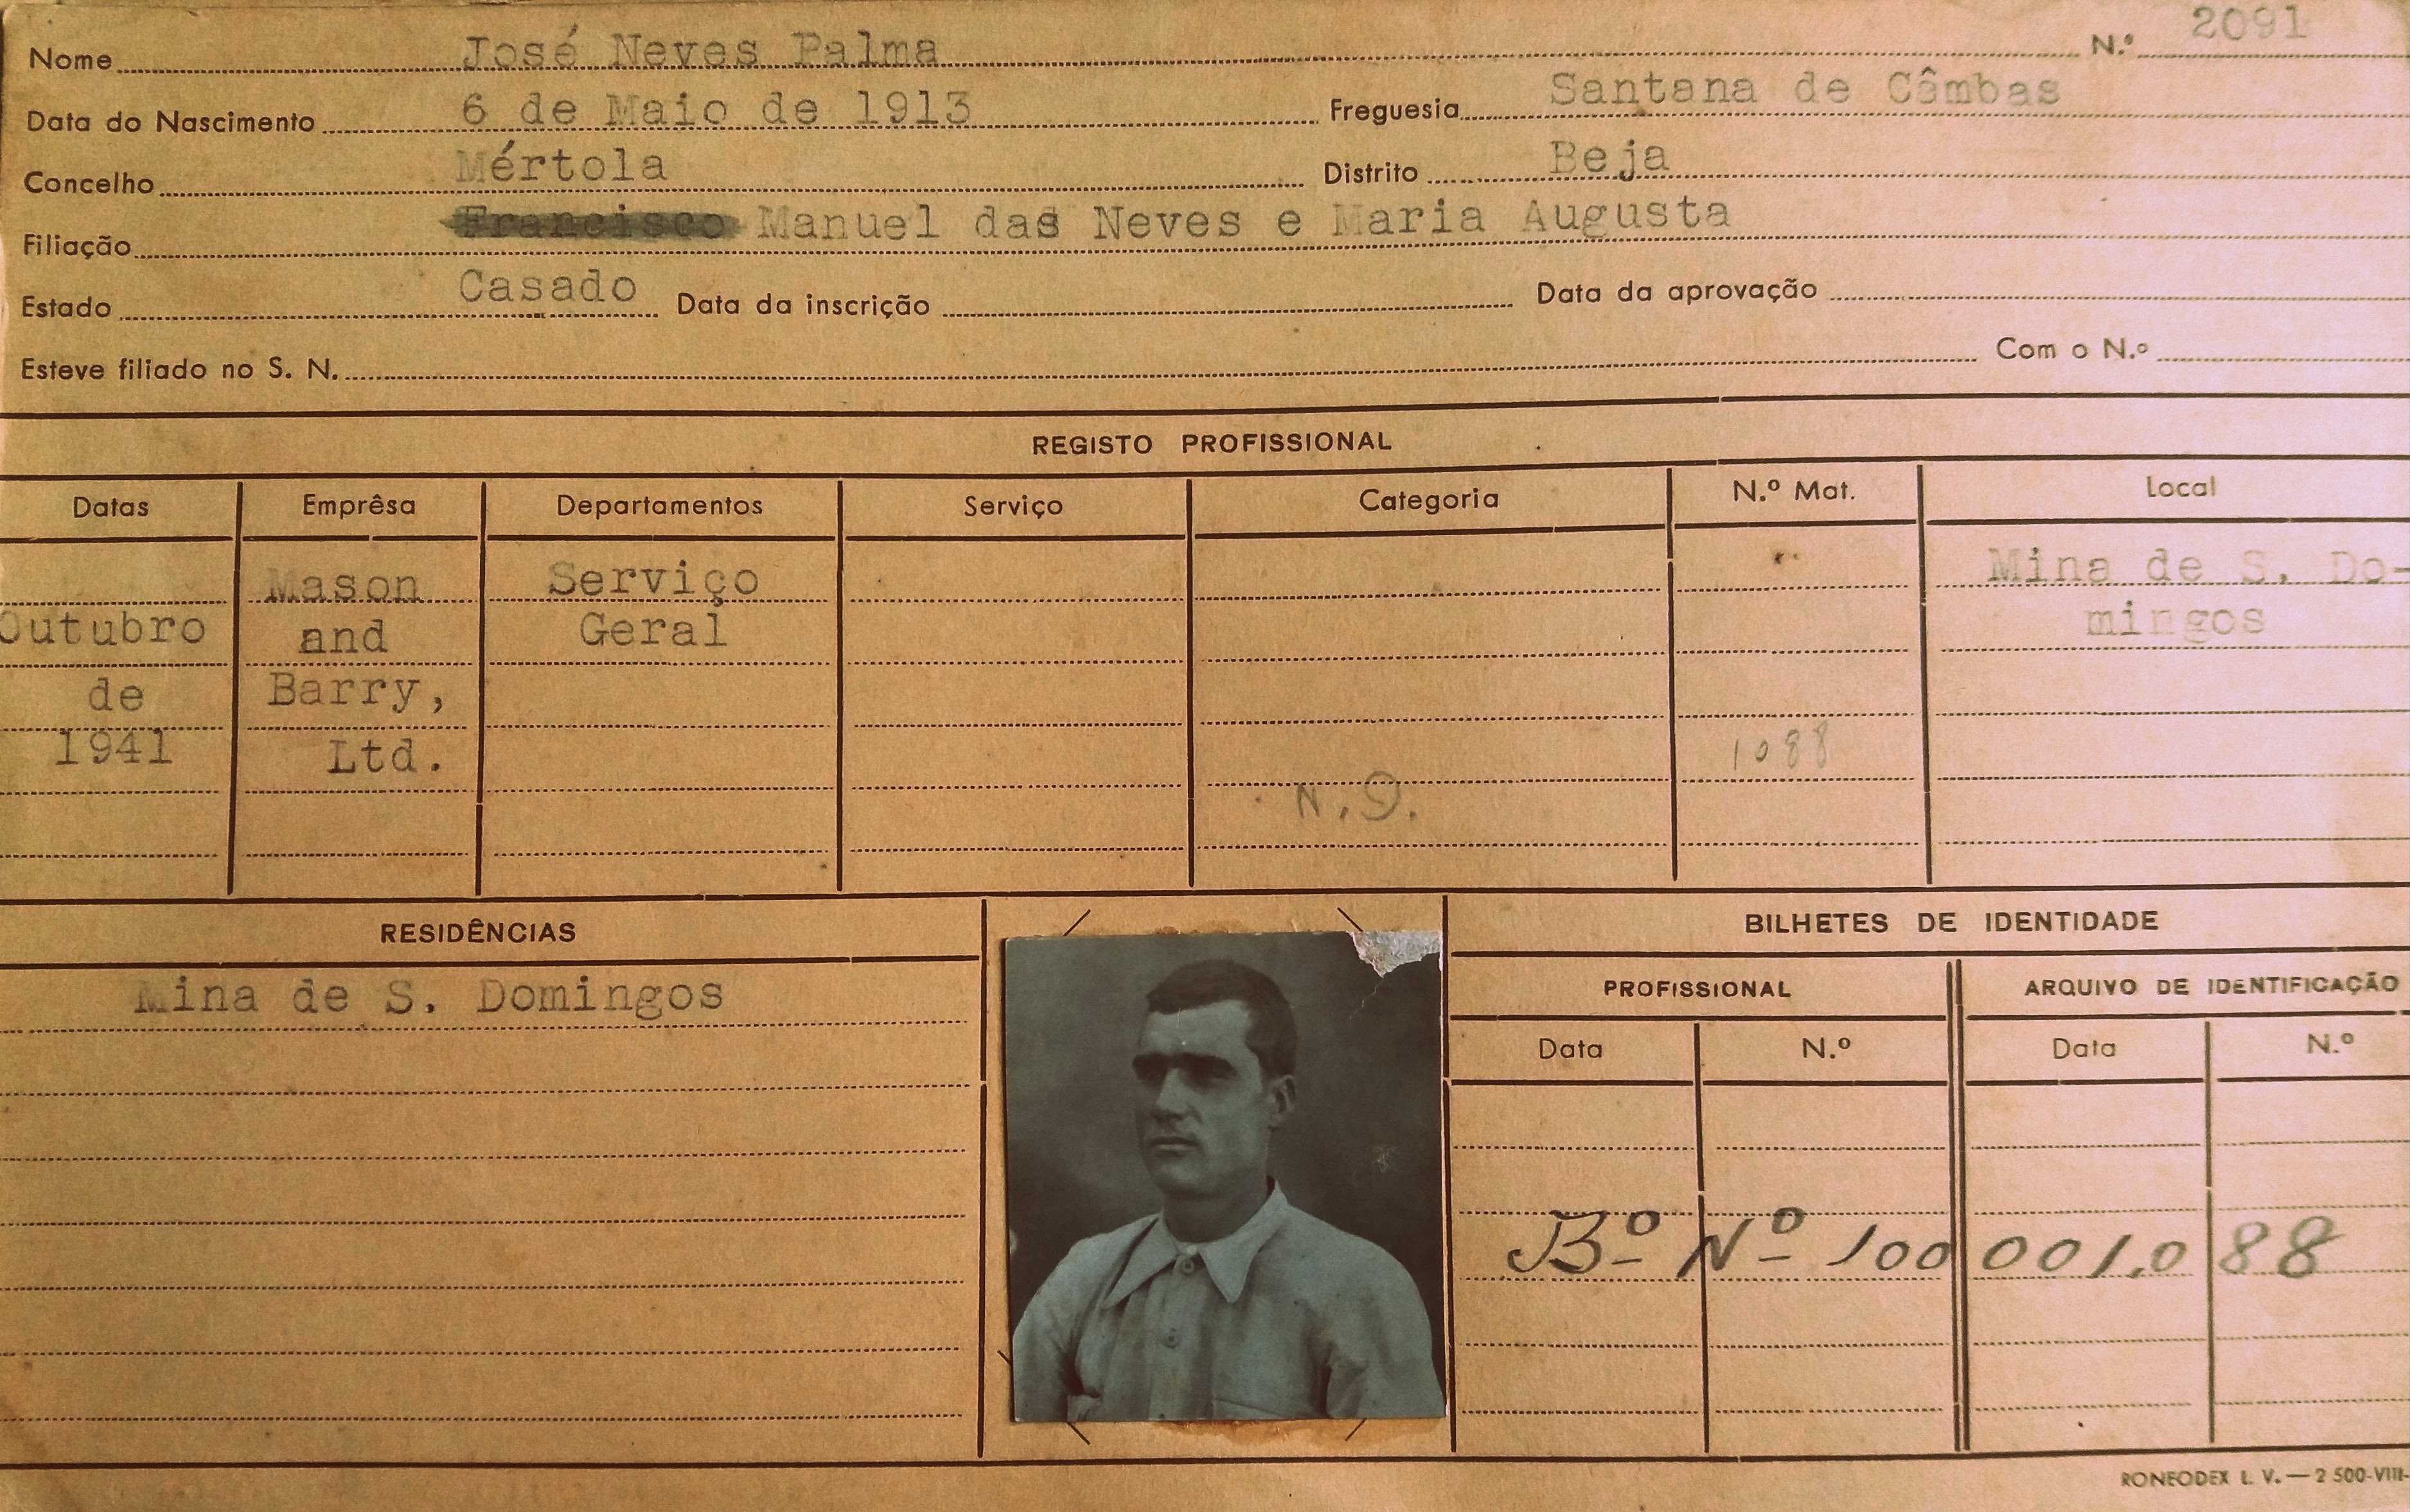 Nome José Neves Palma N.º 2091
Data do Nascimento 6 de Maio de 1913 Freguesia Santana de Câmbas
Concelho Mértola Distrito Beja
Filiação Francisco Manuel das Neves e Maria Augusta
Estado Casado Data da inscrição Data da aprovação
Esteve filiado no S. N. Com o N.º
REGISTO PROFISSIONAL
Datas Emprêsa Departamentos Serviço Categoria N.º Mat. Local
Mason Serviço Mina de S. Do-
Outubro and Geral mingos
de Barry,
1941 Ltd. 1088
N.D.
RESIDÊNCIAS BILHETES DE IDENTIDADE
Mina de S. Domingos PROFISSIONAL ARQUIVO DE IDENTIFICAÇÃO
Data N.º Data N.º
Bº Nº 100001.088
RONEODEX L. V. — 2 500-VIII-